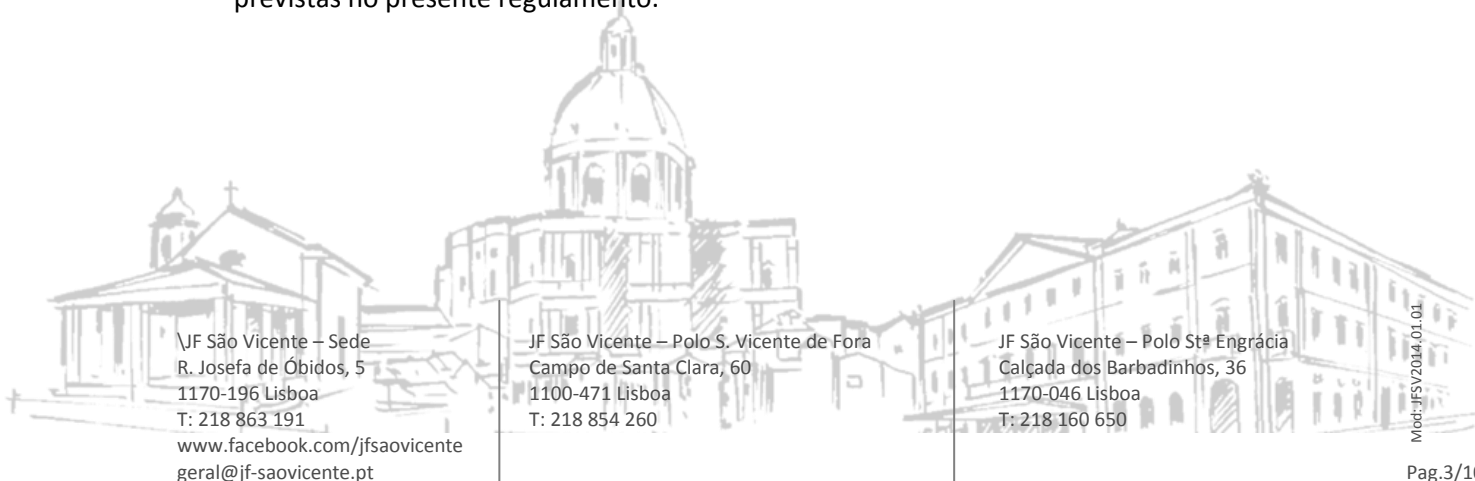 previstas no presente regulamento.
\JF São Vicente – Sede
R. Josefa de Óbidos, 5
1170-196 Lisboa
T: 218 863 191
www.facebook.com/jfsaovicente
geral@jf-saovicente.pt
JF São Vicente – Polo S. Vicente de Fora
Campo de Santa Clara, 60
1100-471 Lisboa
T: 218 854 260
JF São Vicente – Polo Stª Engrácia
Calçada dos Barbadinhos, 36
1170-046 Lisboa
T: 218 160 650
Mod: JFSV2014.01.01
Pag.3/10